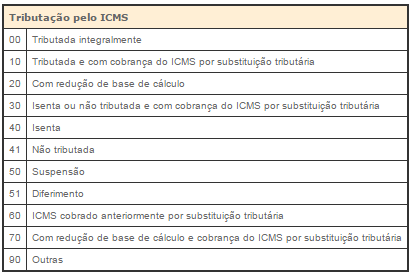 Tributação pelo ICMS
00 Tributada integralmente
10 Tributada e com cobrança do ICMS por substituição tributária
20 Com redução de base de cálculo
30 Isenta ou não tributada e com cobrança do ICMS por substituição tributária
40 Isenta
41 Não tributada
50 Suspensão
51 Diferimento
60 ICMS cobrado anteriormente por substituição tributária
70 Com redução de base de cálculo e cobrança do ICMS por substituição tributária
90 Outras